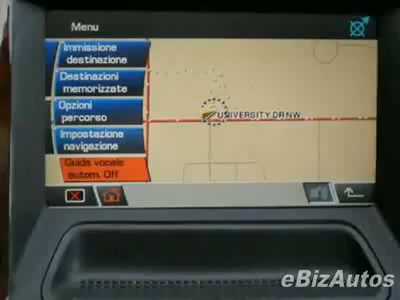 Menu
Immissione
destinazione
Destinazioni
memorizzate
Opzioni
percorso
Impostazione
navigazione
Guida vocale
autom. Off
UNIVERSITY DR NW
eBizAutos